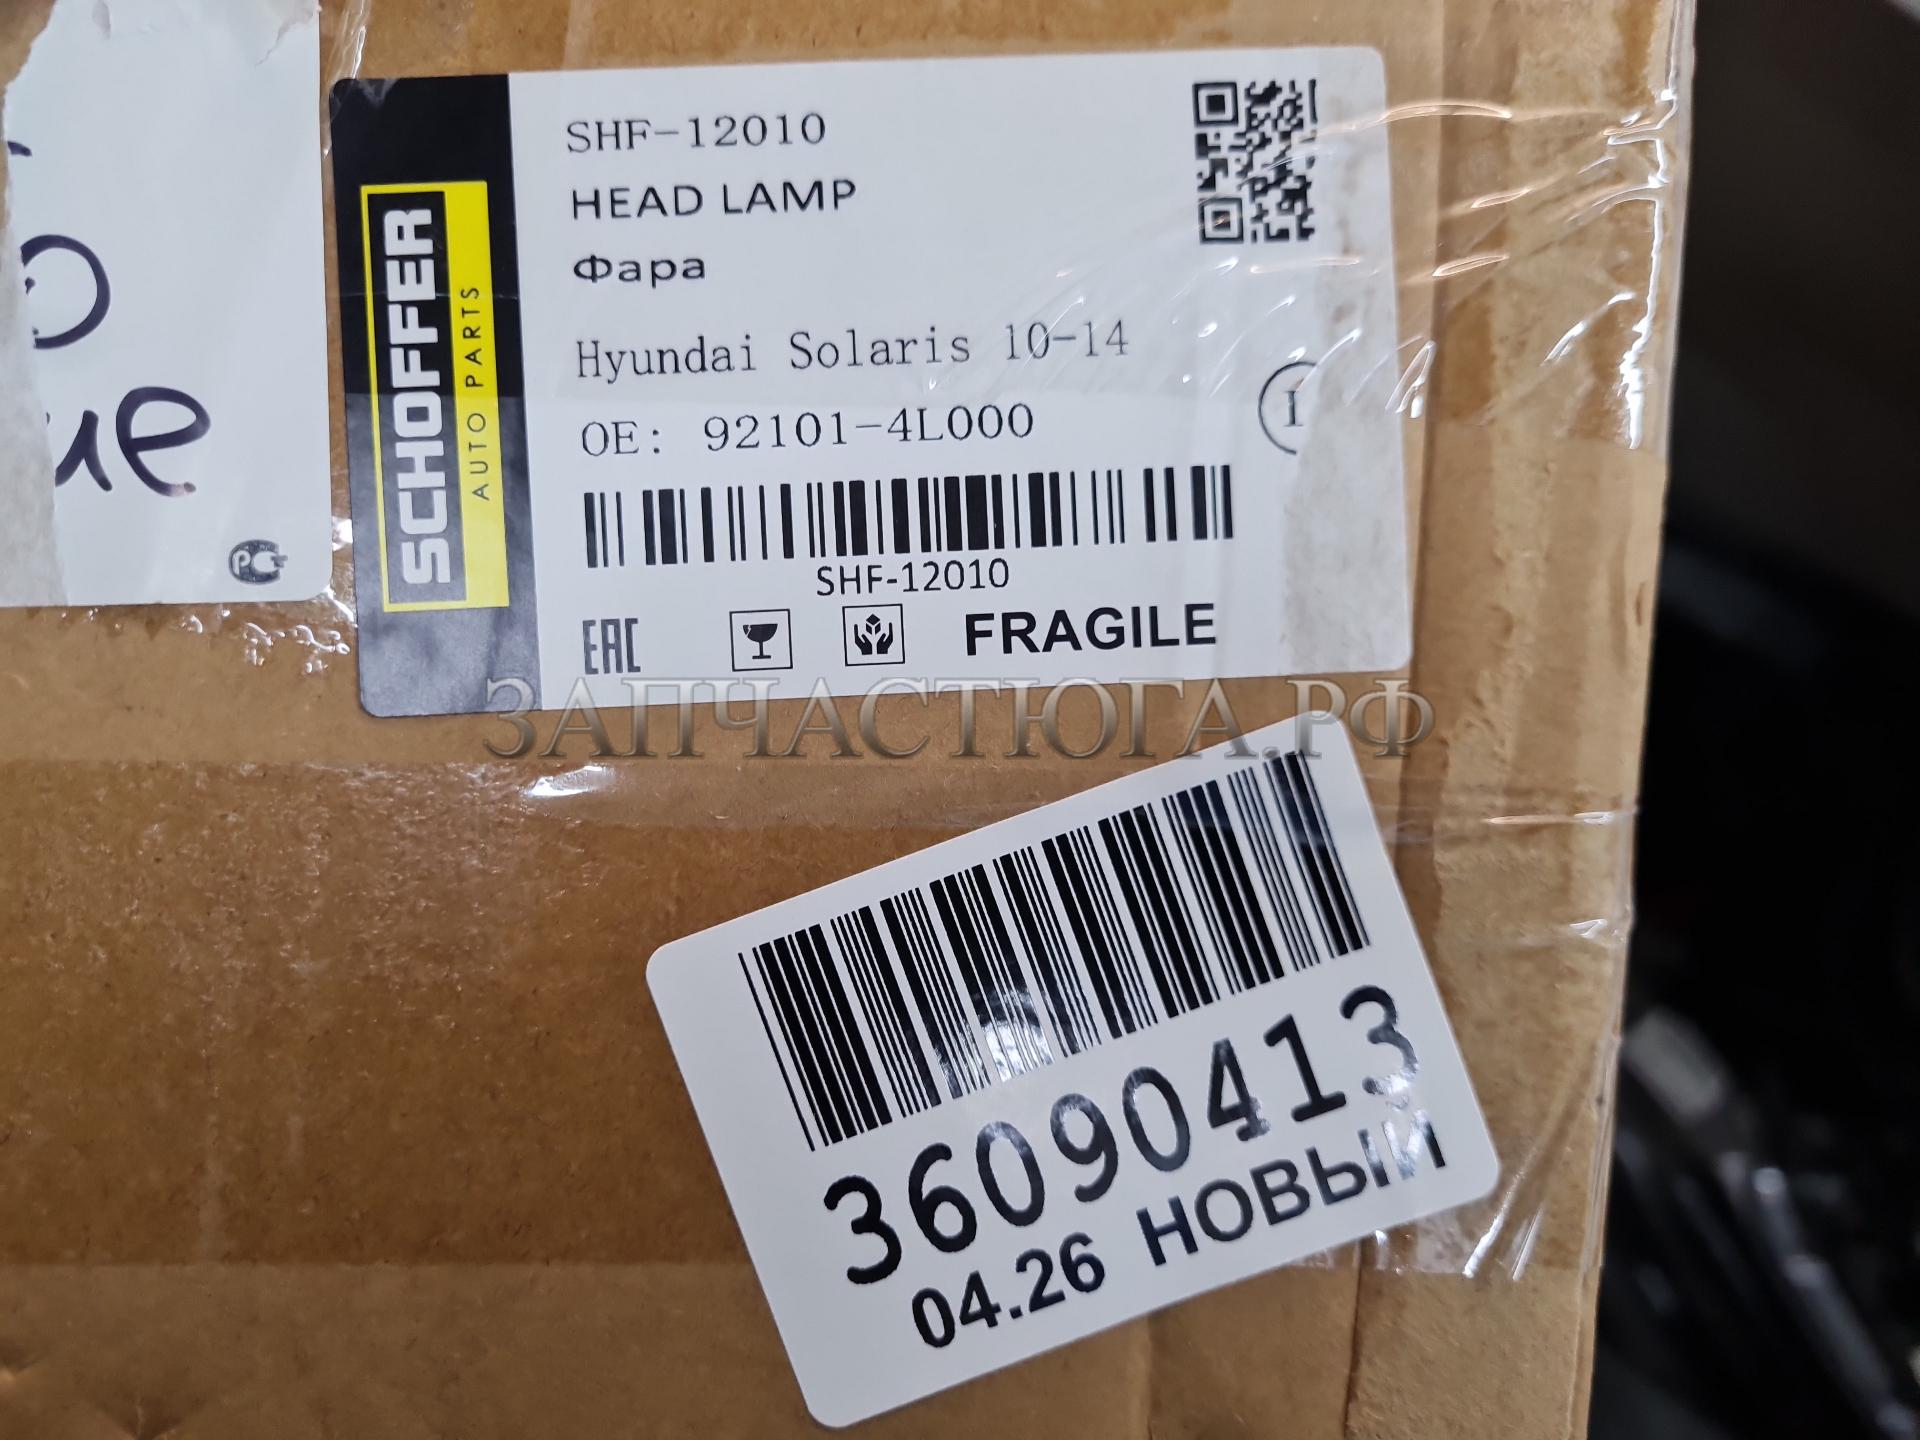 SCHOFFER
AUTO PARTS
SHF-12010
HEAD LAMP
Фара
Hyundai Solaris 10-14
OE: 92101-4L000
SHF-12010
EAC
FRAGILE
ЗАПЧАСТЮГА.РФ
36090413
04.26 НОВЫЙ